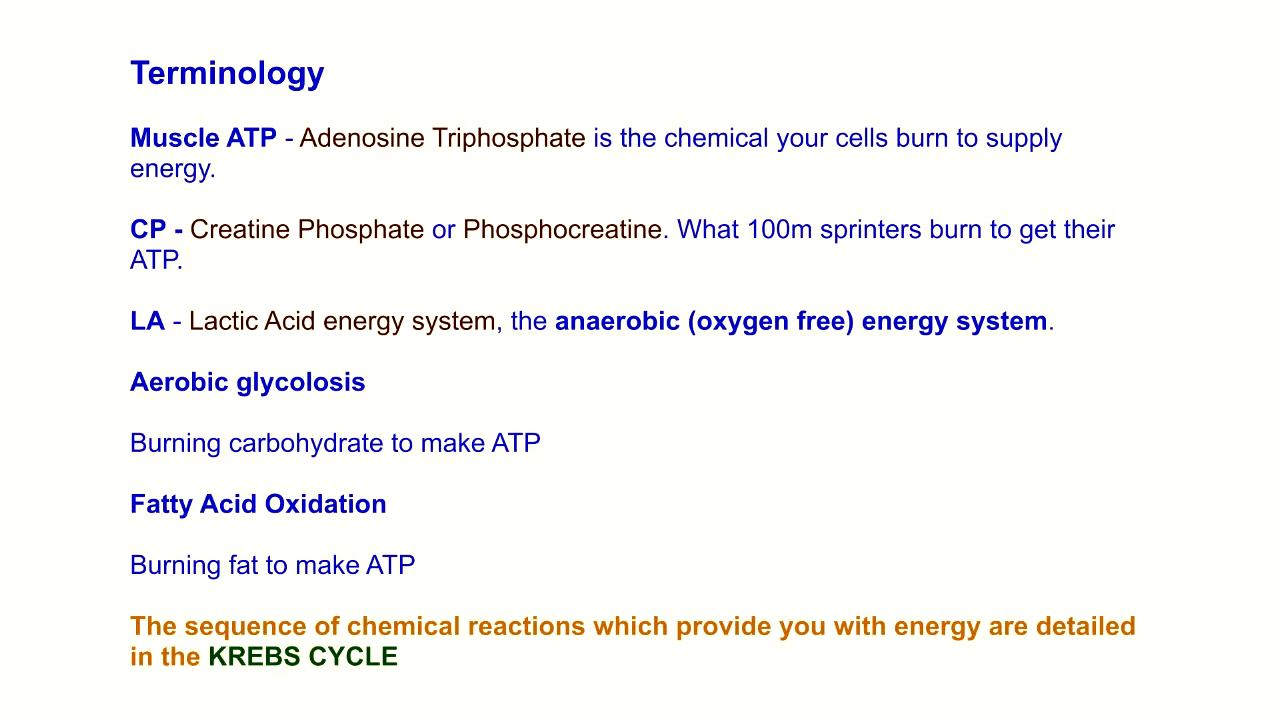 Terminology
Muscle ATP - Adenosine Triphosphate is the chemical your cells burn to supply
energy.
CP - Creatine Phosphate or Phosphocreatine. What 100m sprinters burn to get their
ATP.
LA - Lactic Acid energy system, the anaerobic (oxygen free) energy system.
Aerobic glycolosis
Burning carbohydrate to make ATP
Fatty Acid Oxidation
Burning fat to make ATP
The sequence of chemical reactions which provide you with energy are detailed
in the KREBS CYCLE